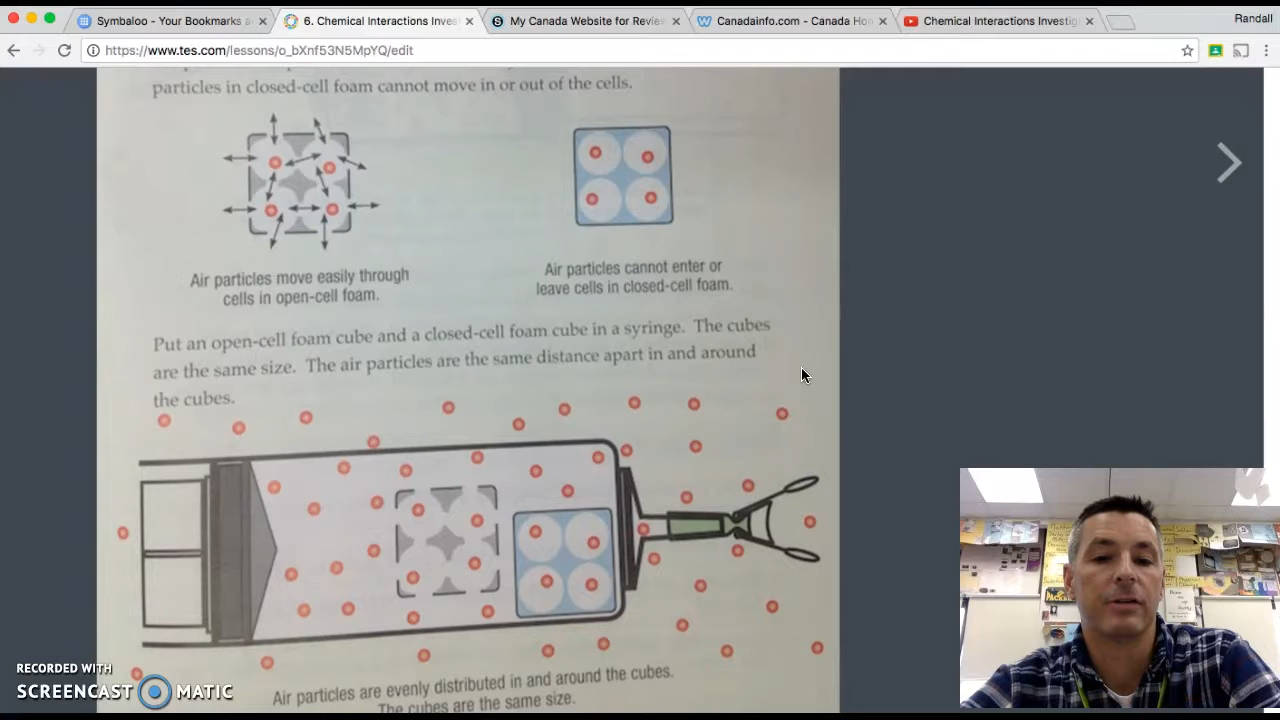 Symbaloo - Your Bookmarks a
6. Chemical Interactions Inves
My Canada Website for Review
Canadainfo.com - Canada Ho
Chemical Interactions Investig
Randall
https://www.tes.com/lessons/o_bXnf53N5MpYQ/edit
particles in closed-cell foam cannot move in or out of the cells.
Air particles move easily through
cells in open-cell foam.
Air particles cannot enter or
leave cells in closed-cell foam.
Put an open-cell foam cube and a closed-cell foam cube in a syringe. The cubes
are the same size. The air particles are the same distance apart in and around
the cubes.
Air particles are evenly distributed in and around the cubes.
The cubes are the same size.
RECORDED WITH
SCREENCAST MATIC